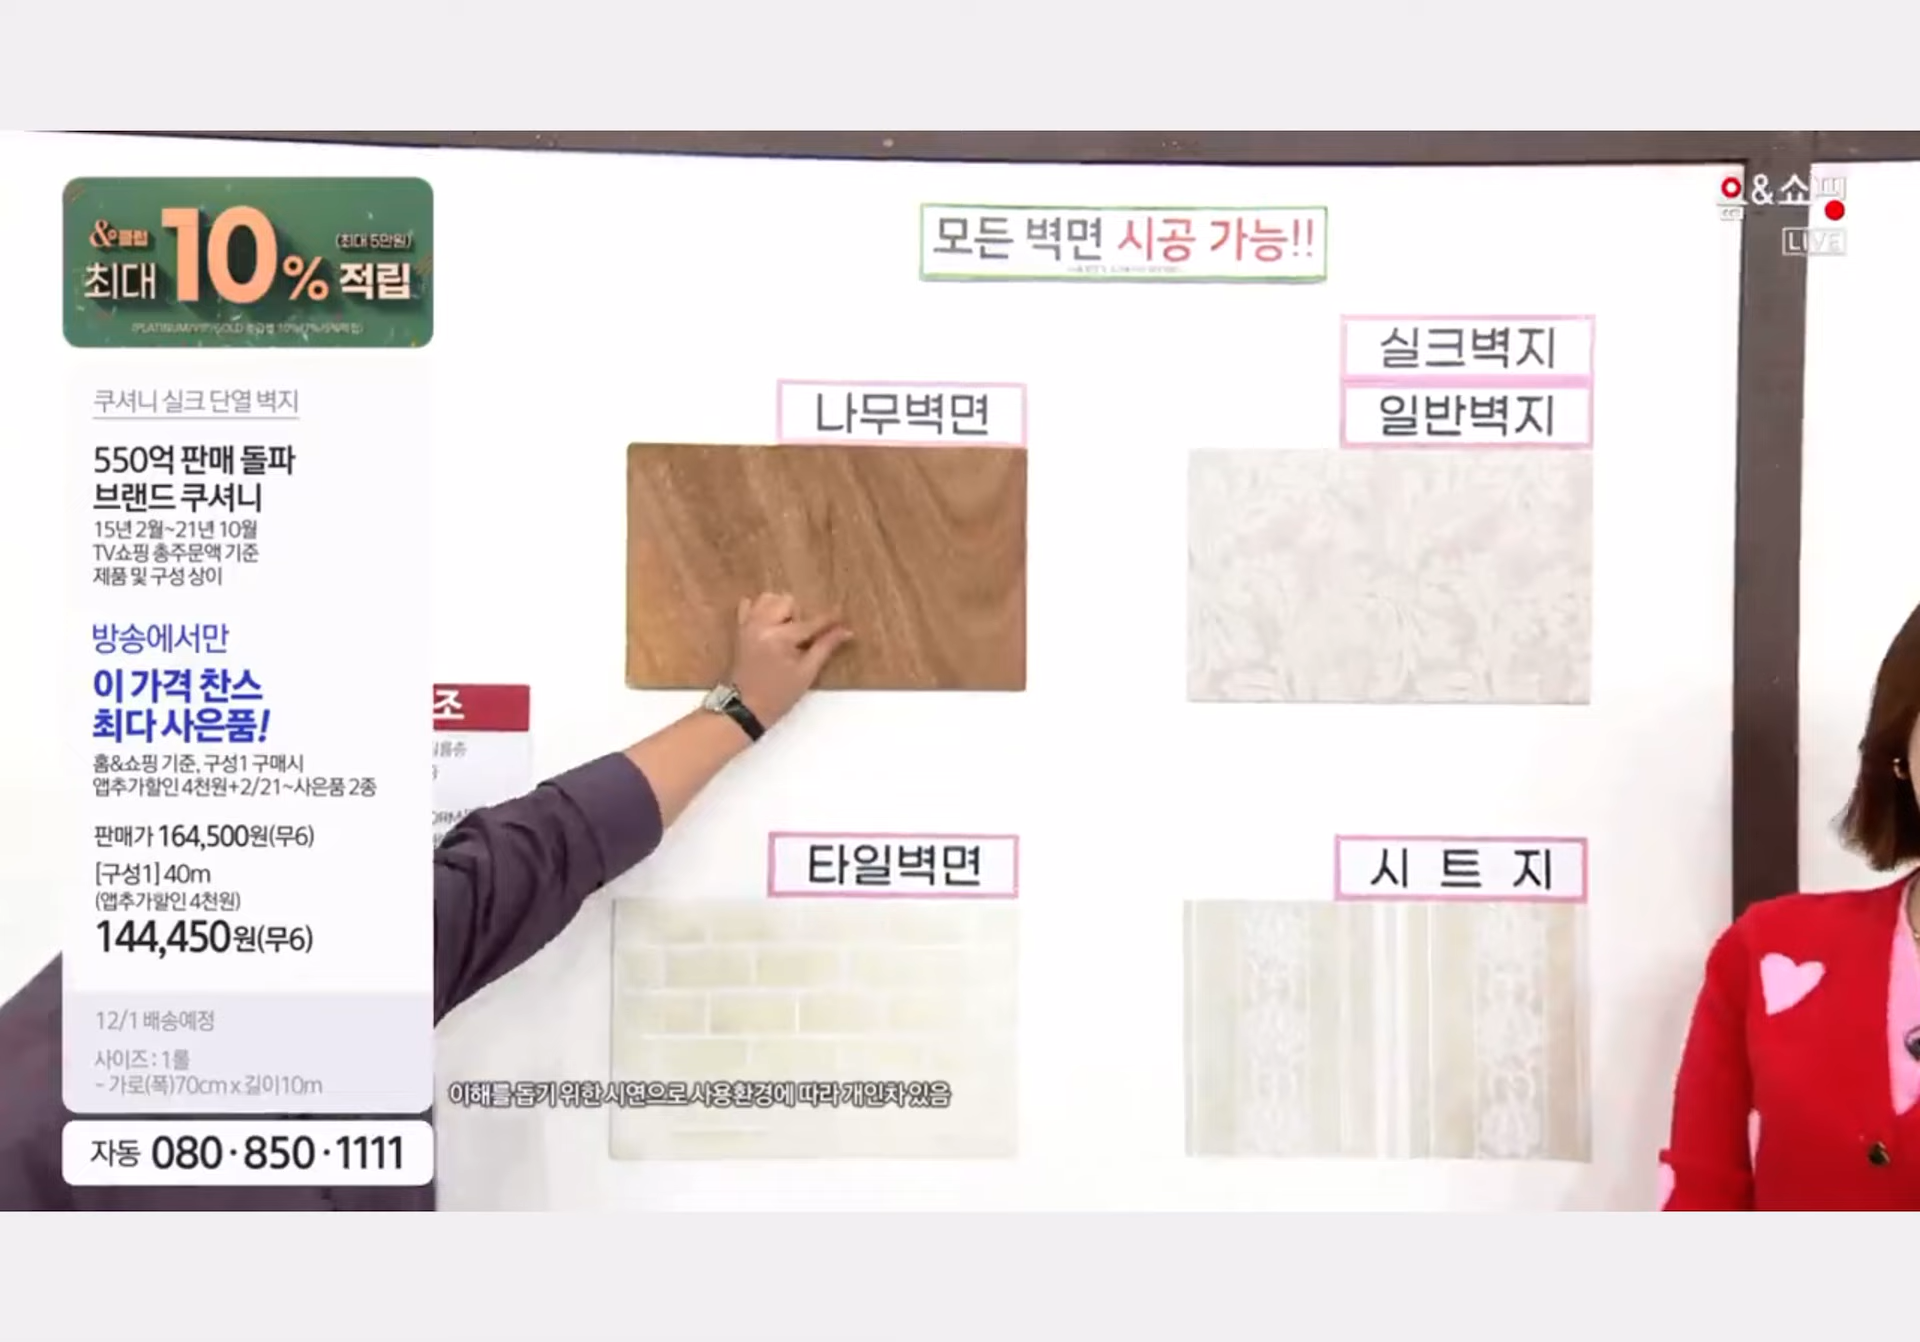 &클럽
최대 10% 적립
(최대 5만원)
쿠셔니 실크 단열 벽지
550억 판매 돌파
브랜드 쿠셔니
15년 2월~21년 10월
TV쇼핑 총주문액 기준
제품 및 구성 상이
방송에서만
이 가격 찬스
최다 사은품!
홈&쇼핑 기준, 구성1 구매시
앱추가할인 4천원+2/21~사은품 2종
판매가 164,500원(무6)
[구성1] 40m
(앱추가할인 4천원)
144,450원(무6)
12/1 배송예정
사이즈 : 1롤
~ 가로(폭)70cm x 길이10m
자동 080·850·1111
조
모든 벽면 시공 가능!!
나무벽면
실크벽지
일반벽지
타일벽면
시 트 지
이해를 돕기 위한 시연으로 사용환경에 따라 개인차 있음
홈&쇼핑
LIVE